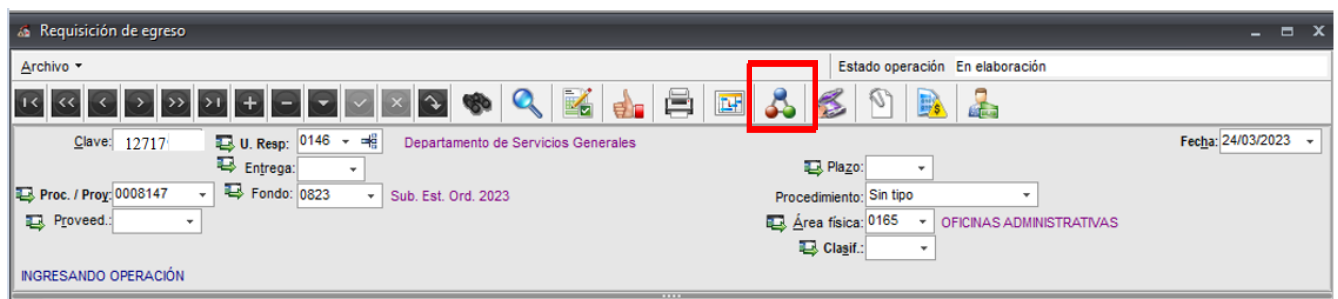 Requisición de egreso
Archivo
Estado operación En elaboración
Clave: 12717 U. Resp: 0146 Departamento de Servicios Generales Fecha: 24/03/2023
Entrega: Plazo:
Proc. / Proy: 0008147 Fondo: 0823 Sub. Est. Ord. 2023 Procedimiento: Sin tipo
Proveed.: Área física: 0165 OFICINAS ADMINISTRATIVAS
Clasif.:
INGRESANDO OPERACIÓN